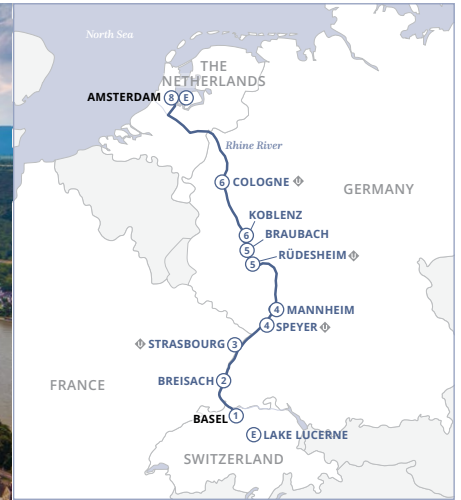 North Sea
THE
NETHERLANDS
AMSTERDAM 8 E
Rhine River
6 COLOGNE U
GERMANY
KOBLENZ
6
BRAUBACH
5
RÜDESHEIM U
5
4 MANNHEIM
4 SPEYER U
U STRASBOURG 3
FRANCE
BREISACH 2
BASEL 1
E LAKE LUCERNE
SWITZERLAND